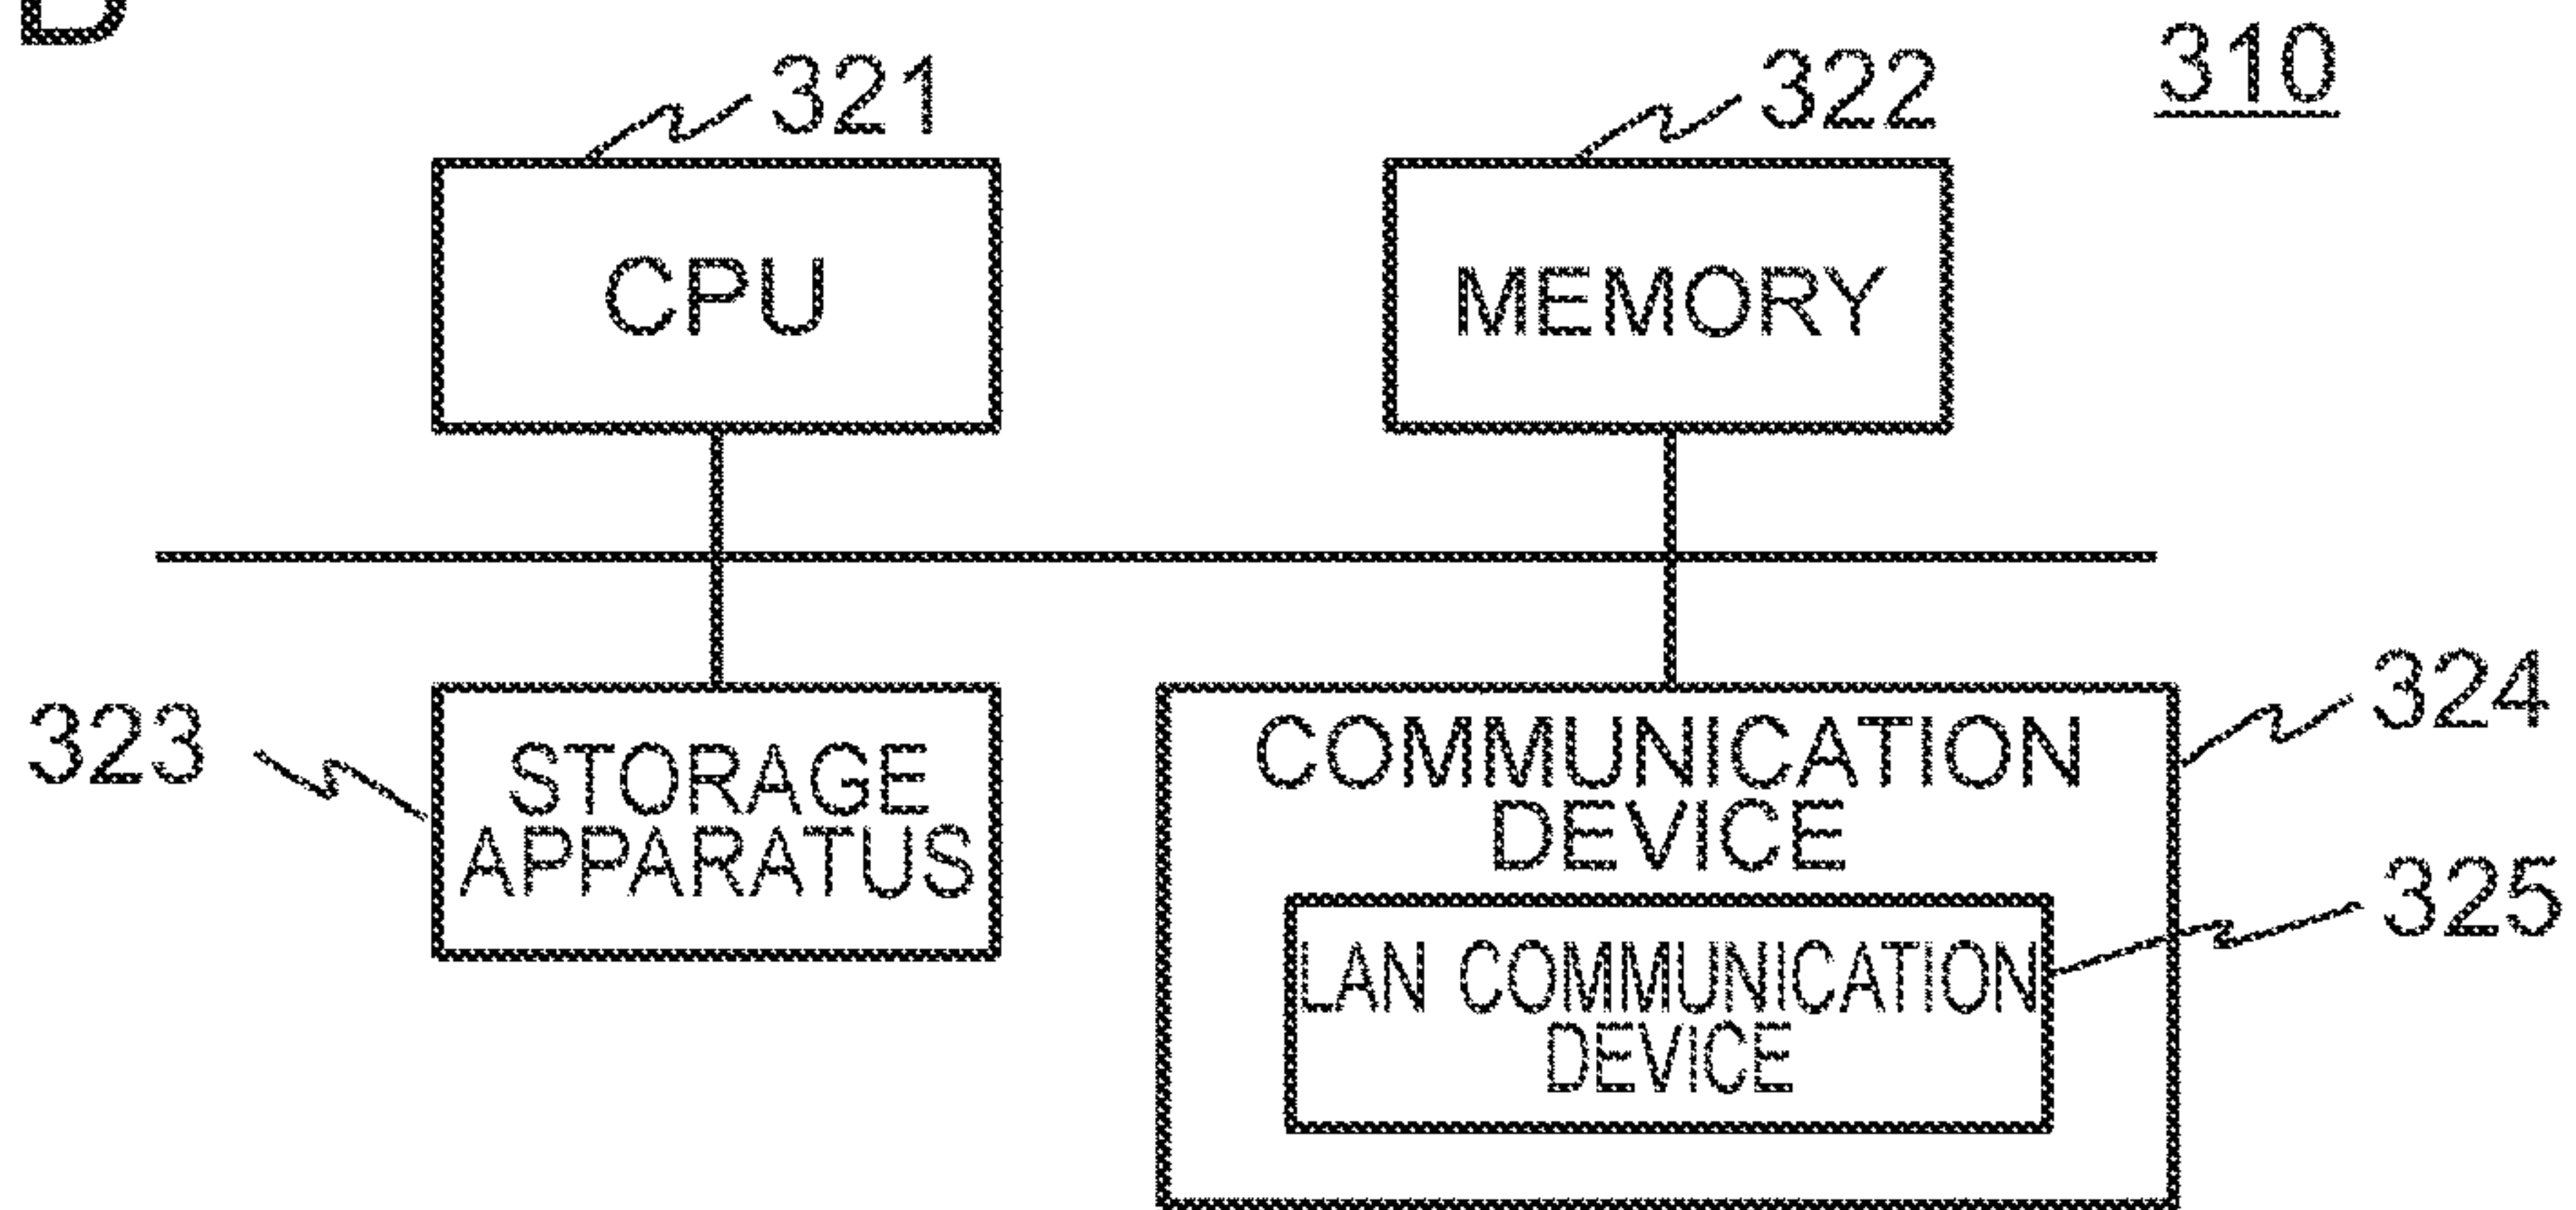 321
322
310
CPU
MEMORY
323
STORAGE
APPARATUS
COMMUNICATION
DEVICE
324
LAN COMMUNICATION
DEVICE
325